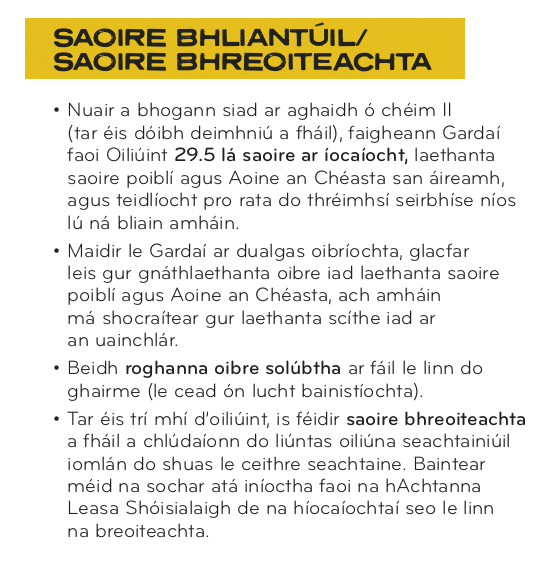 SAOIRE BHLIANTÚIL/
SAOIRE BHREOITEACHTA
• Nuair a bhogann siad ar aghaidh ó chéim II
(tar éis dóibh deimhniú a fháil), faigheann Gardaí
faoi Oiliúint 29.5 lá saoire ar íocaíocht, laethanta
saoire poiblí agus Aoine an Chéasta san áireamh,
agus teidlíocht pro rata do thréimhsí seirbhíse níos
lú ná bliain amháin.
• Maidir le Gardaí ar dualgas oibríochta, glacfar
leis gur gnáthlaethanta oibre iad laethanta saoire
poiblí agus Aoine an Chéasta, ach amháin
má shocraítear gur laethanta scíthe iad ar
an uainchlár.
• Beidh roghanna oibre solúbtha ar fáil le linn do
ghairme (le cead ón lucht bainistíochta).
• Tar éis trí mhí d'oiliúint, is féidir saoire bhreoiteachta
a fháil a chlúdaíonn do liúntas oiliúna seachtainiúil
iomlán do shuas le ceithre seachtaine. Baintear
méid na sochar atá iníoctha faoi na hAchtanna
Leasa Shóisialaigh de na híocaíochtaí seo le linn
na breoiteachta.